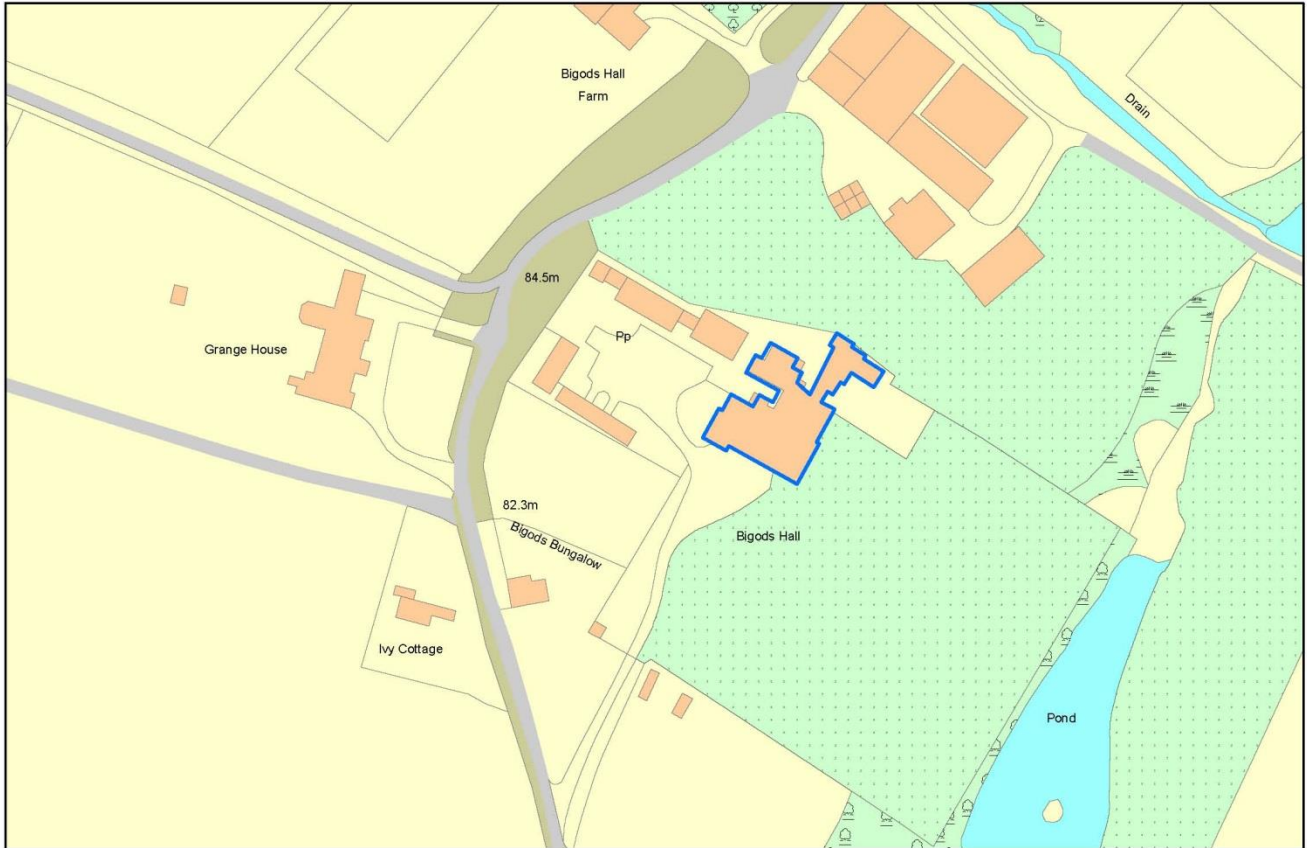 Bigods Hall
Farm
Drain
84.5m
Pp
Grange House
82.3m
Bigods Bungalow
Bigods Hall
Ivy Cottage
Pond